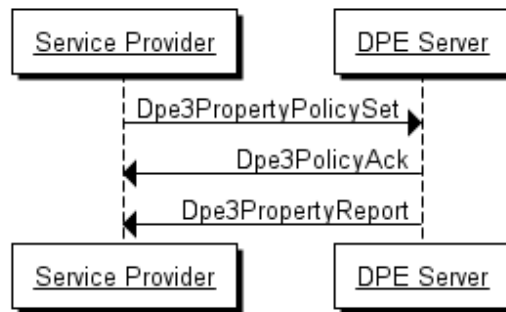 Service Provider
DPE Server
Dpe3PropertyPolicySet
Dpe3PolicyAck
Dpe3PropertyReport
Service Provider
DPE Server